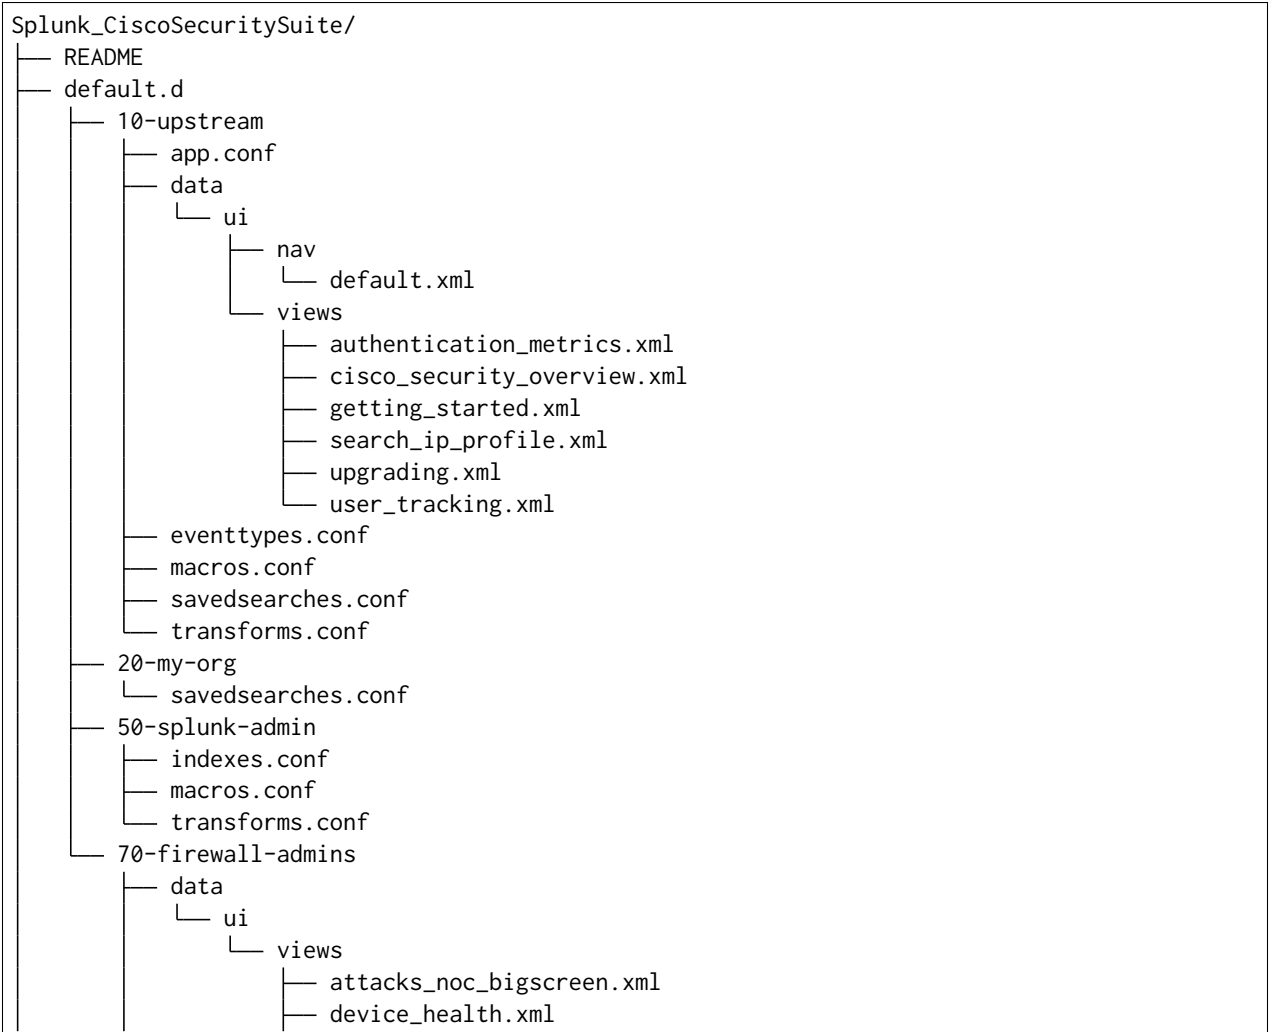 Splunk_CiscoSecuritySuite/
├── README
├── default.d
│   ├── 10-upstream
│   │   ├── app.conf
│   │   ├── data
│   │   │   └── ui
│   │   │       ├── nav
│   │   │       │   └── default.xml
│   │   │       └── views
│   │   │           ├── authentication_metrics.xml
│   │   │           ├── cisco_security_overview.xml
│   │   │           ├── getting_started.xml
│   │   │           ├── search_ip_profile.xml
│   │   │           ├── upgrading.xml
│   │   │           └── user_tracking.xml
│   │   ├── eventtypes.conf
│   │   ├── macros.conf
│   │   ├── savedsearches.conf
│   │   └── transforms.conf
│   ├── 20-my-org
│   │   └── savedsearches.conf
│   ├── 50-splunk-admin
│   │   ├── indexes.conf
│   │   ├── macros.conf
│   │   └── transforms.conf
│   └── 70-firewall-admins
│       ├── data
│       │   └── ui
│       │       └── views
│       │           ├── attacks_noc_bigscreen.xml
│       │           ├── device_health.xml